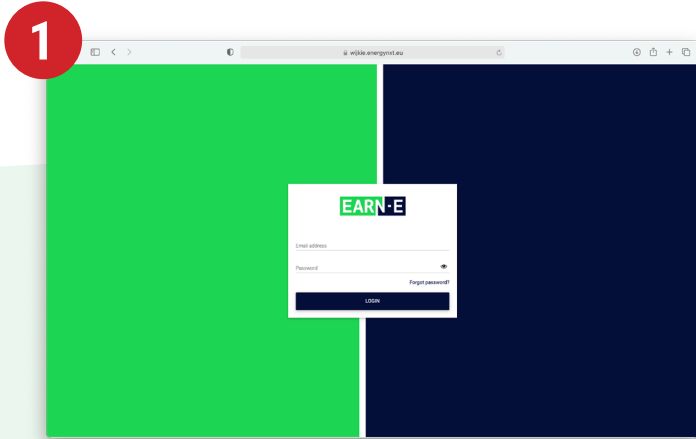 1
wijkie.energynxt.eu
EARN-E
Email address
Password
Forgot password?
LOGIN